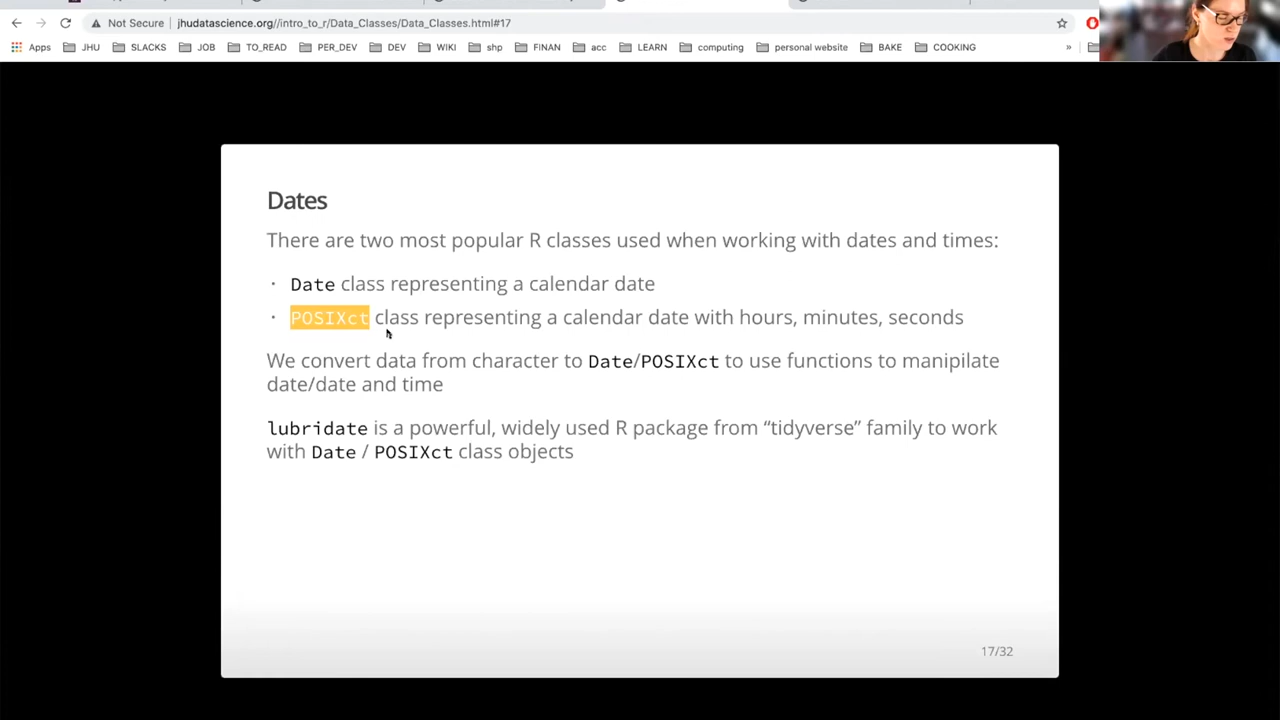 Not Secure | jhudatascience.org//intro_to_r/Data_Classes/Data_Classes.html#17
Apps JHU SLACKS JOB TO_READ PER_DEV DEV WIKI shp FINAN acc LEARN computing personal website BAKE COOKING »
Dates
There are two most popular R classes used when working with dates and times:
· Date class representing a calendar date
· POSIXct class representing a calendar date with hours, minutes, seconds
We convert data from character to Date/POSIXct to use functions to manipilate
date/date and time
lubridate is a powerful, widely used R package from “tidyverse” family to work
with Date / POSIXct class objects
17/32